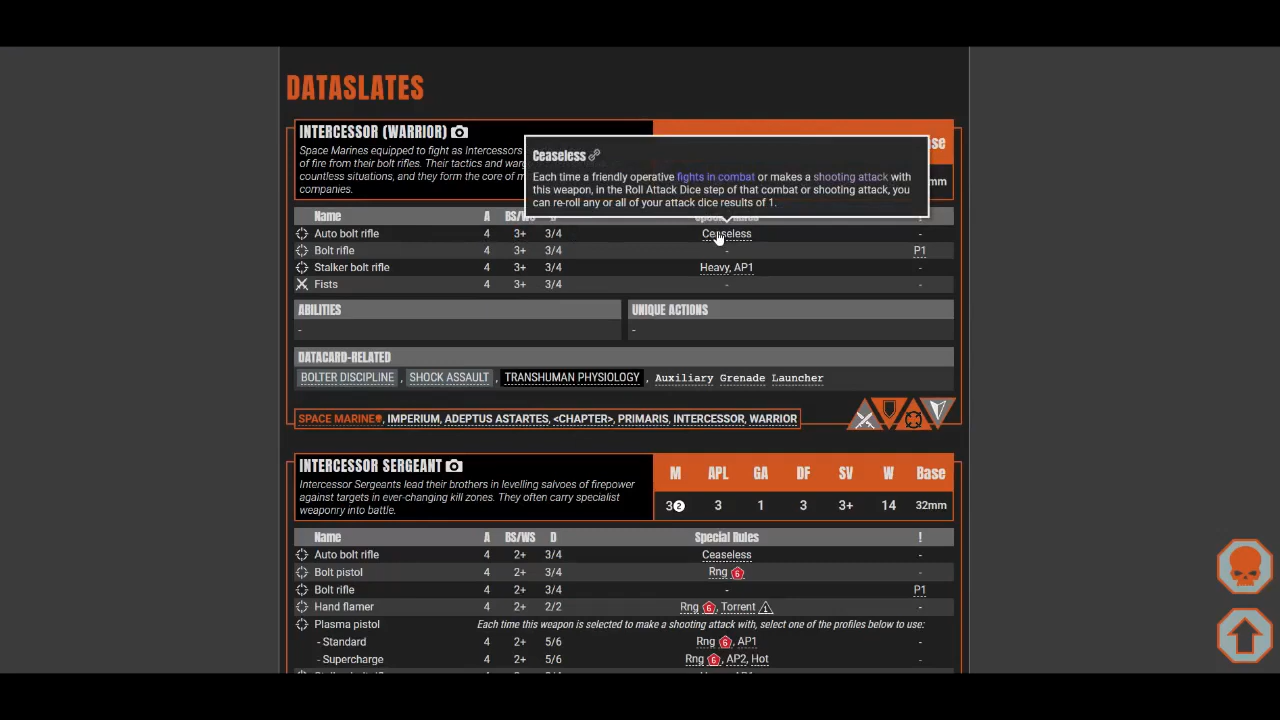 DATASLATES
INTERCESSOR (WARRIOR)
Space Marines equipped to fight as Intercessors
of fire from their bolt rifles. Their tactics and
countless situations, and they form the core of
companies.
Ceaseless
Each time a friendly operative fights in combat or makes a shooting attack with
this weapon, in the Roll Attack Dice step of that combat or shooting attack, you
can re-roll any or all of your attack dice results of 1.
Name A
Auto bolt rifle 4 3+ 3/4 Ceaseless -
Bolt rifle 4 3+ 3/4 - P1
Stalker bolt rifle 4 3+ 3/4 Heavy, AP1 -
Fists 4 3+ 3/4 - -
ABILITIES UNIQUE ACTIONS
- -
DATACARD-RELATED
BOLTER DISCIPLINE, SHOCK ASSAULT, TRANSHUMAN PHYSIOLOGY, Auxiliary Grenade Launcher
SPACE MARINE, IMPERIUM, ADEPTUS ASTARTES, <CHAPTER>, PRIMARIS, INTERCESSOR, WARRIOR
INTERCESSOR SERGEANT M APL GA DF SV W Base
Intercessor Sergeants lead their brothers in levelling salvoes of firepower
against targets in ever-changing kill zones. They often carry specialist
weaponry into battle.
3 2 3 1 3 3+ 14 32mm
Name A BS/WS D Special Rules !
Auto bolt rifle 4 2+ 3/4 Ceaseless -
Bolt pistol 4 2+ 3/4 Rng 6 -
Bolt rifle 4 2+ 3/4 - P1
Hand flamer 4 2+ 2/2 Rng 6, Torrent 1 -
Plasma pistol Each time this weapon is selected to make a shooting attack with, select one of the profiles below to use:
- Standard 4 2+ 5/6 Rng 6, AP1 -
- Supercharge 4 2+ 5/6 Rng 6, AP2, Hot -